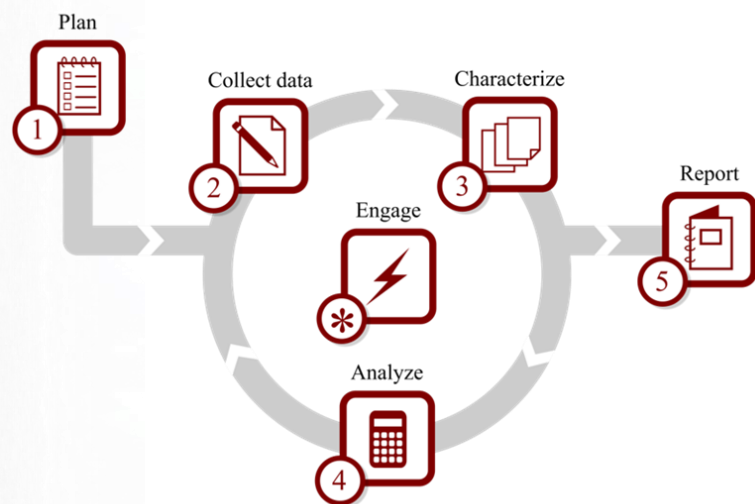 Plan
1
Collect data
2
Characterize
3
Engage
*
Analyze
4
Report
5